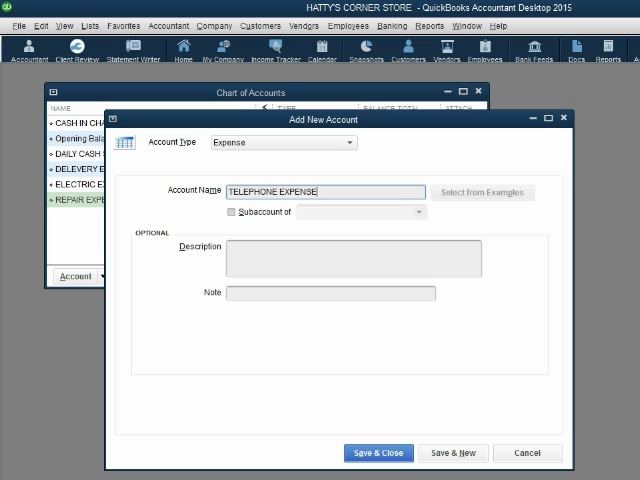 qb
HATTY'S CORNER STORE - QuickBooks Accountant Desktop 2015
File Edit View Lists Favorites Accountant Company Customers Vendors Employees Banking Reports Window Help
Accountant Client Review Statement Writer Home My Company Income Tracker Calendar Snapshots Customers Vendors Employees Bank Feeds Docs Reports
Chart of Accounts
NAME TYPE BALANCE TOTAL ATTACH
CASH IN CHA
Opening Bala
DAILY CASH S
DELEVERY E
ELECTRIC EX
REPAIR EXPE
Account
Add New Account
Account Type Expense
Account Name TELEPHONE EXPENSE Select from Examples
Subaccount of
OPTIONAL
Description
Note
Save & Close Save & New Cancel